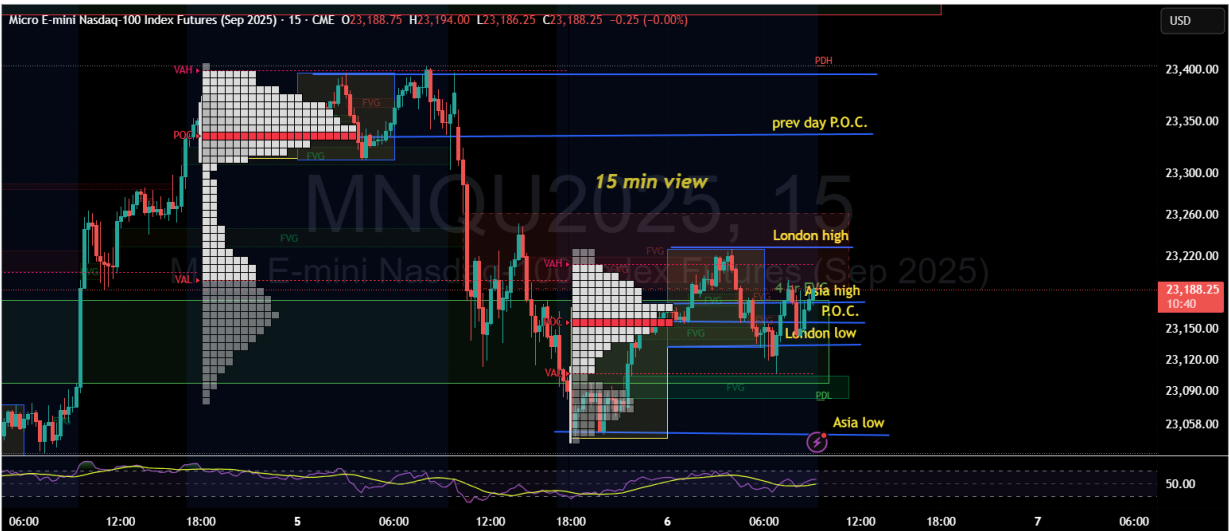 Micro E-mini Nasdaq-100 Index Futures (Sep 2025) · 15 · CME O23,188.75 H23,194.00 L23,186.25 C23,188.25 −0.25 (−0.00%)
USD
PDH
VAH
23,400.00
FVG
prev day P.O.C.
POC
23,350.00
FVG
15 min view
23,300.00
MNQU2025, 15
23,260.00
FVG
London high
FVG
23,220.00
VAH
VAL
Micro E-mini Nasdaq-100 Index Futures (Sep 2025)
4 hr FVG
Asia high
23,188.25
10:40
FVG
P.O.C.
POC
FVG
London low
23,150.00
VAL
23,120.00
FVG
23,090.00
PDL
Asia low
23,058.00
50.00
06:00 12:00 18:00 5 06:00 12:00 18:00 6 06:00 12:00 18:00 7 06:00